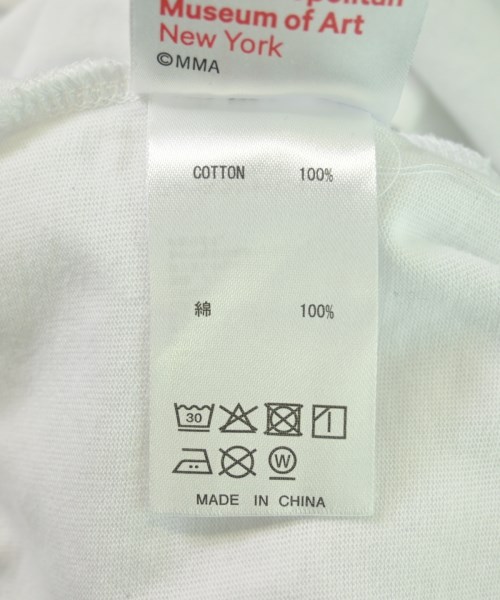 Museum of Art
New York
©MMA
COTTON 100%
綿 100%
30
W
MADE IN CHINA